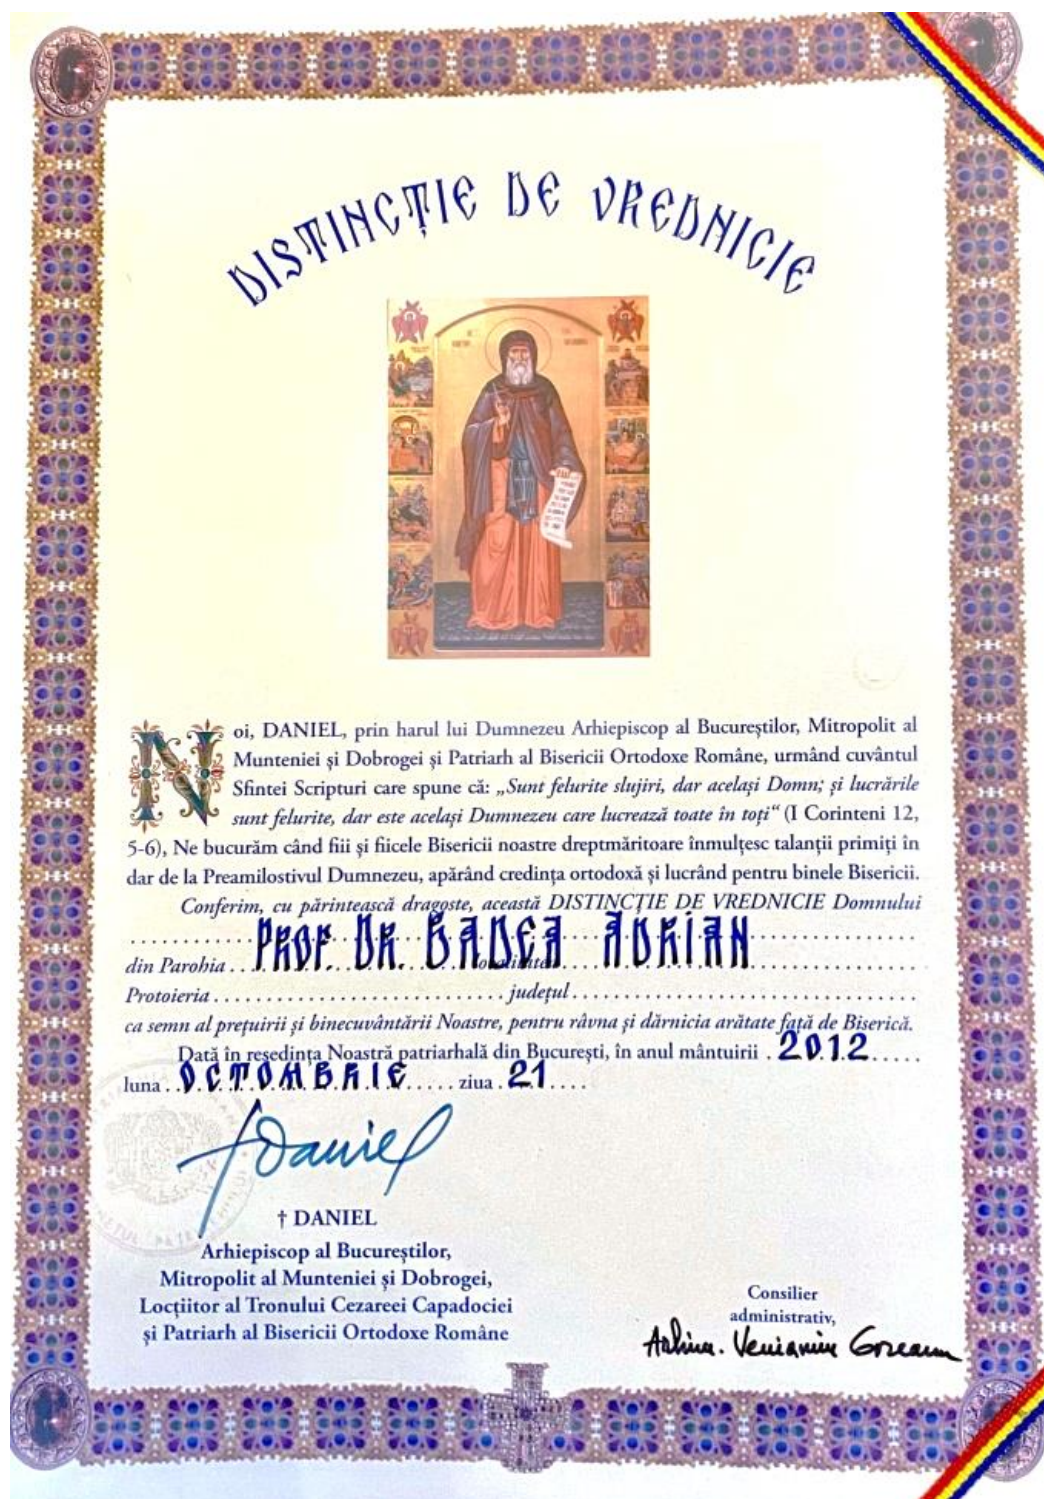 DISTINCȚIE DE VREDNICIE
Noi, DANIEL, prin harul lui Dumnezeu Arhiepiscop al Bucureștilor, Mitropolit al
Munteniei și Dobrogei și Patriarh al Bisericii Ortodoxe Române, urmând cuvântul
Sfintei Scripturi care spune că: „Sunt felurite slujiri, dar același Domn; și lucrările
sunt felurite, dar este același Dumnezeu care lucrează toate în toți“ (I Corinteni 12,
5-6), Ne bucurăm când fiii și fiicele Bisericii noastre dreptmăritoare înmulțesc talanții primiți în
dar de la Preamilostivul Dumnezeu, apărând credința ortodoxă și lucrând pentru binele Bisericii.
Conferim, cu părintească dragoste, această DISTINCȚIE DE VREDNICIE Domnului
PROF. DR. BADEA ADRIAN
din Parohia localitatea
Protoieria județul
ca semn al prețuirii și binecuvântării Noastre, pentru râvna și dărnicia arătate față de Biserică.
Dată în reședința Noastră patriarhală din București, în anul mântuirii 2012
luna OCTOMBRIE ziua 21
† Daniel
† DANIEL
Arhiepiscop al Bucureștilor,
Mitropolit al Munteniei și Dobrogei,
Locțiitor al Tronului Cezareei Capadociei
și Patriarh al Bisericii Ortodoxe Române
Consilier
administrativ,
Arhim. Veniamin Goreanu